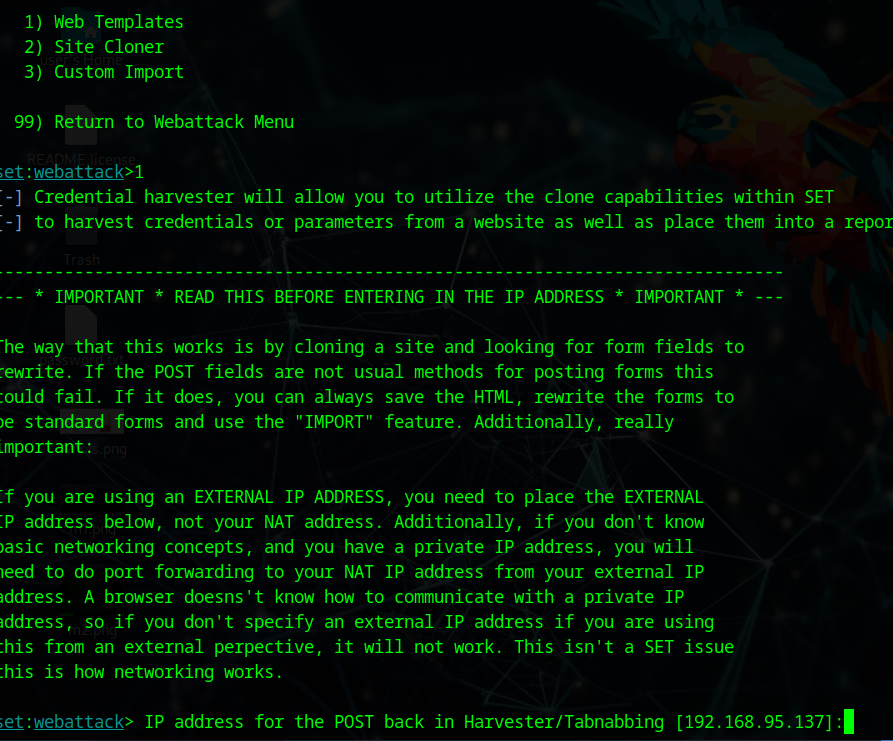 1) Web Templates
2) Site Cloner
3) Custom Import
99) Return to Webattack Menu
set:webattack>1
[-] Credential harvester will allow you to utilize the clone capabilities within SET
[-] to harvest credentials or parameters from a website as well as place them into a repor
-------------------------------------------------------------------------------
--- * IMPORTANT * READ THIS BEFORE ENTERING IN THE IP ADDRESS * IMPORTANT * ---
The way that this works is by cloning a site and looking for form fields to
rewrite. If the POST fields are not usual methods for posting forms this
could fail. If it does, you can always save the HTML, rewrite the forms to
be standard forms and use the "IMPORT" feature. Additionally, really
important:
If you are using an EXTERNAL IP ADDRESS, you need to place the EXTERNAL
IP address below, not your NAT address. Additionally, if you don't know
basic networking concepts, and you have a private IP address, you will
need to do port forwarding to your NAT IP address from your external IP
address. A browser doesns't know how to communicate with a private IP
address, so if you don't specify an external IP address if you are using
this from an external perpective, it will not work. This isn't a SET issue
this is how networking works.
set:webattack> IP address for the POST back in Harvester/Tabnabbing [192.168.95.137]:
README.license
Trash